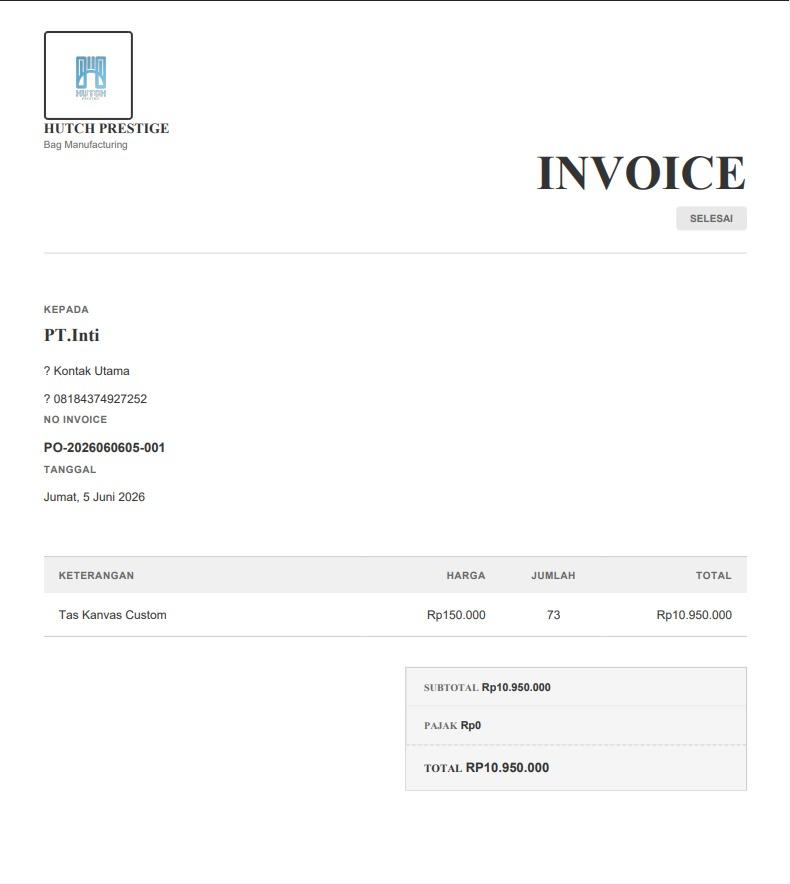 HUTCH
PRESTIGE
HUTCH PRESTIGE
Bag Manufacturing
INVOICE
SELESAI
KEPADA
PT.Inti
? Kontak Utama
? 08184374927252
NO INVOICE
PO-2026060605-001
TANGGAL
Jumat, 5 Juni 2026
KETERANGAN HARGA JUMLAH TOTAL
Tas Kanvas Custom Rp150.000 73 Rp10.950.000
SUBTOTAL Rp10.950.000
PAJAK Rp0
TOTAL RP10.950.000